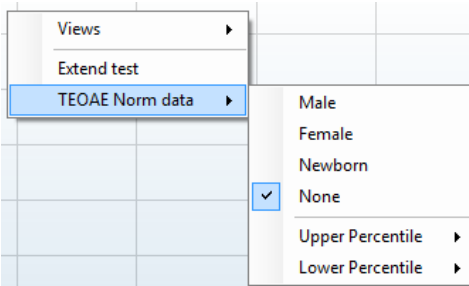 Views
Extend test
TEOAE Norm data
Male
Female
Newborn
None
Upper Percentile
Lower Percentile